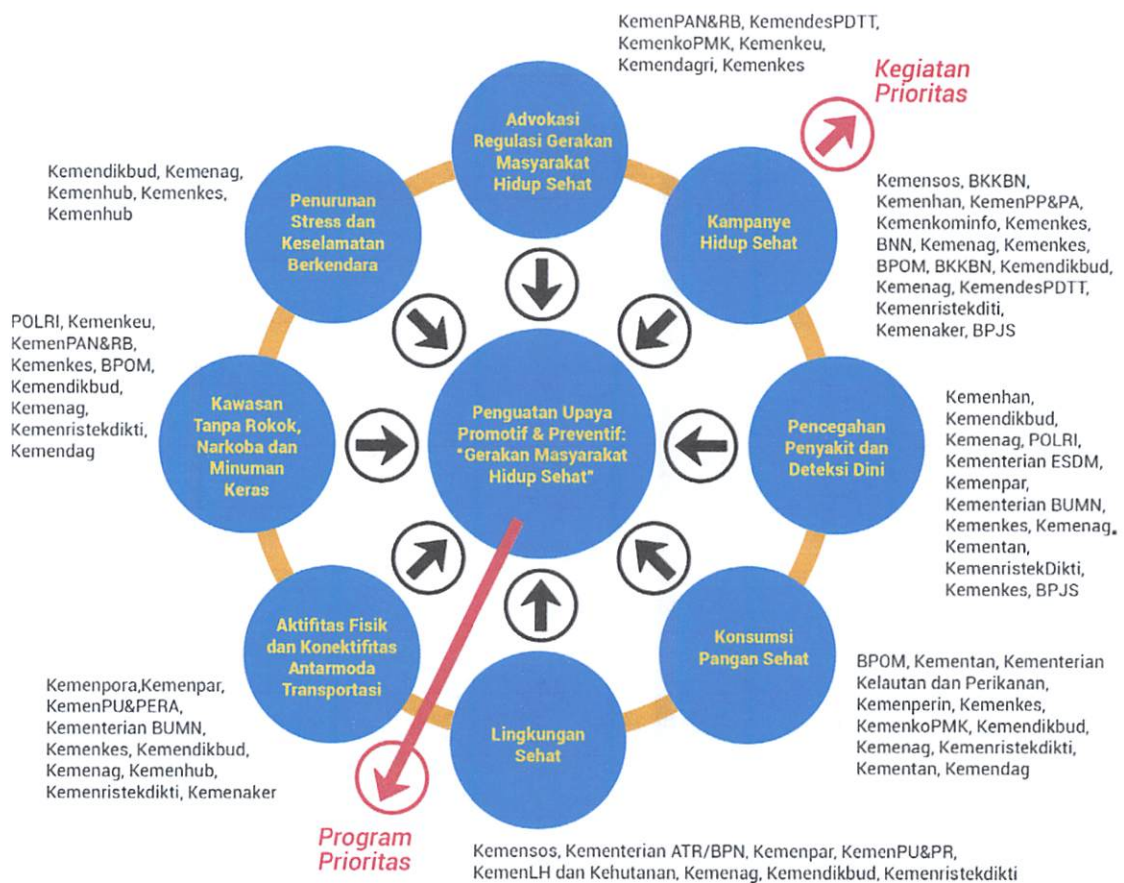 KemenPAN&RB, KemendesPDTT,
KemenkoPMK, Kemenkeu,
Kemendagri, Kemenkes
Kegiatan
Prioritas
Advokasi
Regulasi Gerakan
Masyarakat
Hidup Sehat
Kemendikbud, Kemenag,
Kemenhub, Kemenkes,
Kemenhub
Penurunan
Stress dan
Keselamatan
Berkendara
Kampanye
Hidup Sehat
Kemensos, BKKBN,
Kemenhan, KemenPP&PA,
Kemenkominfo, Kemenkes,
BNN, Kemenag, Kemenkes,
BPOM, BKKBN, Kemendikbud,
Kemenag, KemendesPDTT,
Kemenristekditi,
Kemenaker, BPJS
POLRI, Kemenkeu,
KemenPAN&RB,
Kemenkes, BPOM,
Kemendikbud,
Kemenag,
Kemenristekdikti,
Kemendag
Kawasan
Tanpa Rokok,
Narkoba dan
Minuman
Keras
Penguatan Upaya
Promotif & Preventif:
"Gerakan Masyarakat
Hidup Sehat"
Pencegahan
Penyakit dan
Deteksi Dini
Kemenhan,
Kemendikbud,
Kemenag, POLRI,
Kementerian ESDM,
Kemenpar,
Kementerian BUMN,
Kemenkes, Kemenag.
Kementan,
KemenristekDikti,
Kemenkes, BPJS
Aktifitas Fisik
dan Konektifitas
Antarmoda
Transportasi
Konsumsi
Pangan Sehat
BPOM, Kementan, Kementerian
Kelautan dan Perikanan,
Kemenperin, Kemenkes,
KemenkoPMK, Kemendikbud,
Kemenag, Kemenristekdikti,
Kementan, Kemendag
Kemenpora,Kemenpar,
KemenPU&PERA,
Kementerian BUMN,
Kemenkes, Kemendikbud,
Kemenag, Kemenhub,
Kemenristekdikti, Kemenaker
Lingkungan
Sehat
Program
Prioritas
Kemensos, Kementerian ATR/BPN, Kemenpar, KemenPU&PR,
KemenLH dan Kehutanan, Kemenag, Kemendikbud, Kemenristekdikti